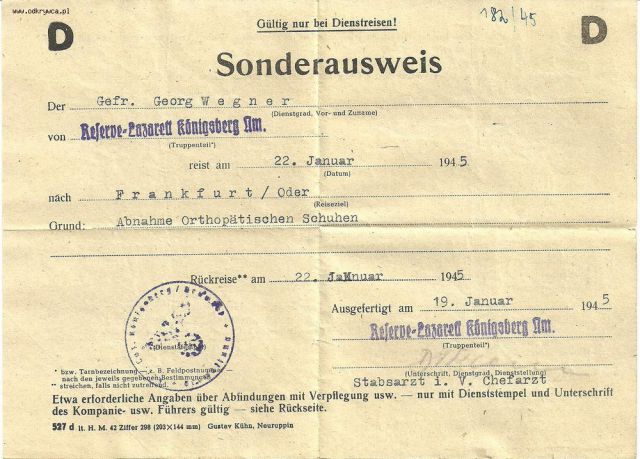 www.odkrywca.pl
Gültig nur bei Dienstreisen!
182/45
D D
Sonderausweis
Der Gefr. Georg Wegner
(Dienstgrad, Vor- und Zuname)
von Reserve-Lazarett Königsberg Nm.
(Truppenteil*)
reist am 22. Januar 1945
(Datum)
nach Frankfurt/Oder
(Reiseziel)
Grund: Abnahme Orthopätischen Schuhen
Rückreise** am 22. Januar 1945
Ausgefertigt am 19. Januar 1945
Reserve-Lazarett Königsberg Nm.
(Truppenteil*)
(Dienststempel)
(Unterschrift, Dienstgrad, Dienststellung)
Stabsarzt i. V. Chefarzt
* bzw. Tarnbezeichnung — z. B. Feldpostnummer —
nach den jeweils gegebenen Bestimmungen
** streichen, falls nicht zutreffend
Etwa erforderliche Angaben über Abfindungen mit Verpflegung usw. — nur mit Dienststempel und Unterschrift
des Kompanie- usw. Führers gültig — siehe Rückseite.
527 d lt. H. M. 42 Ziffer 298 (203×144 mm) Gustav Kühn, Neuruppin